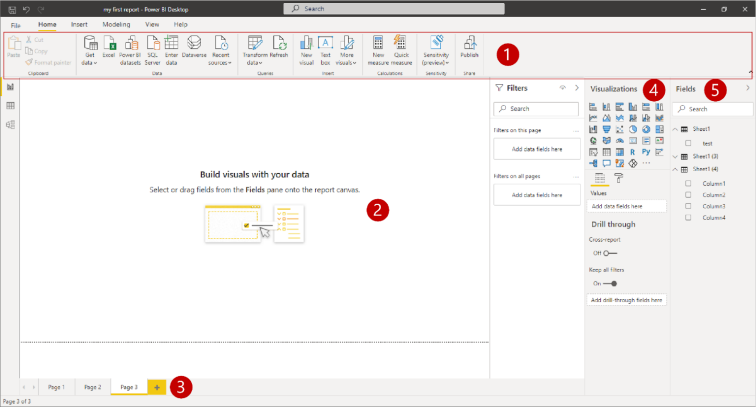 my first report - Power BI Desktop
Search
File Home Insert Modeling View Help
Paste
Cut
Copy
Format painter
Clipboard
Get data
Excel
Power BI datasets
SQL Server
Enter data
Dataverse
Recent sources
Data
Transform data
Refresh
Queries
New visual
Text box
More visuals
Insert
New measure
Quick measure
Calculations
Sensitivity (preview)
Sensitivity
Publish
Share
1
Build visuals with your data
Select or drag fields from the Fields pane onto the report canvas.
2
Filters
Search
Filters on this page
...
Add data fields here
Filters on all pages
...
Add data fields here
Visualizations
4
R Py
...
Values
Add data fields here
Drill through
Cross-report
Off
Keep all filters
On
Add drill-through fields here
Fields
5
Search
Sheet1
test
Sheet1 (3)
Sheet1 (4)
Column1
Column2
Column3
Column4
Page 1 Page 2 Page 3 +
3
Page 3 of 3